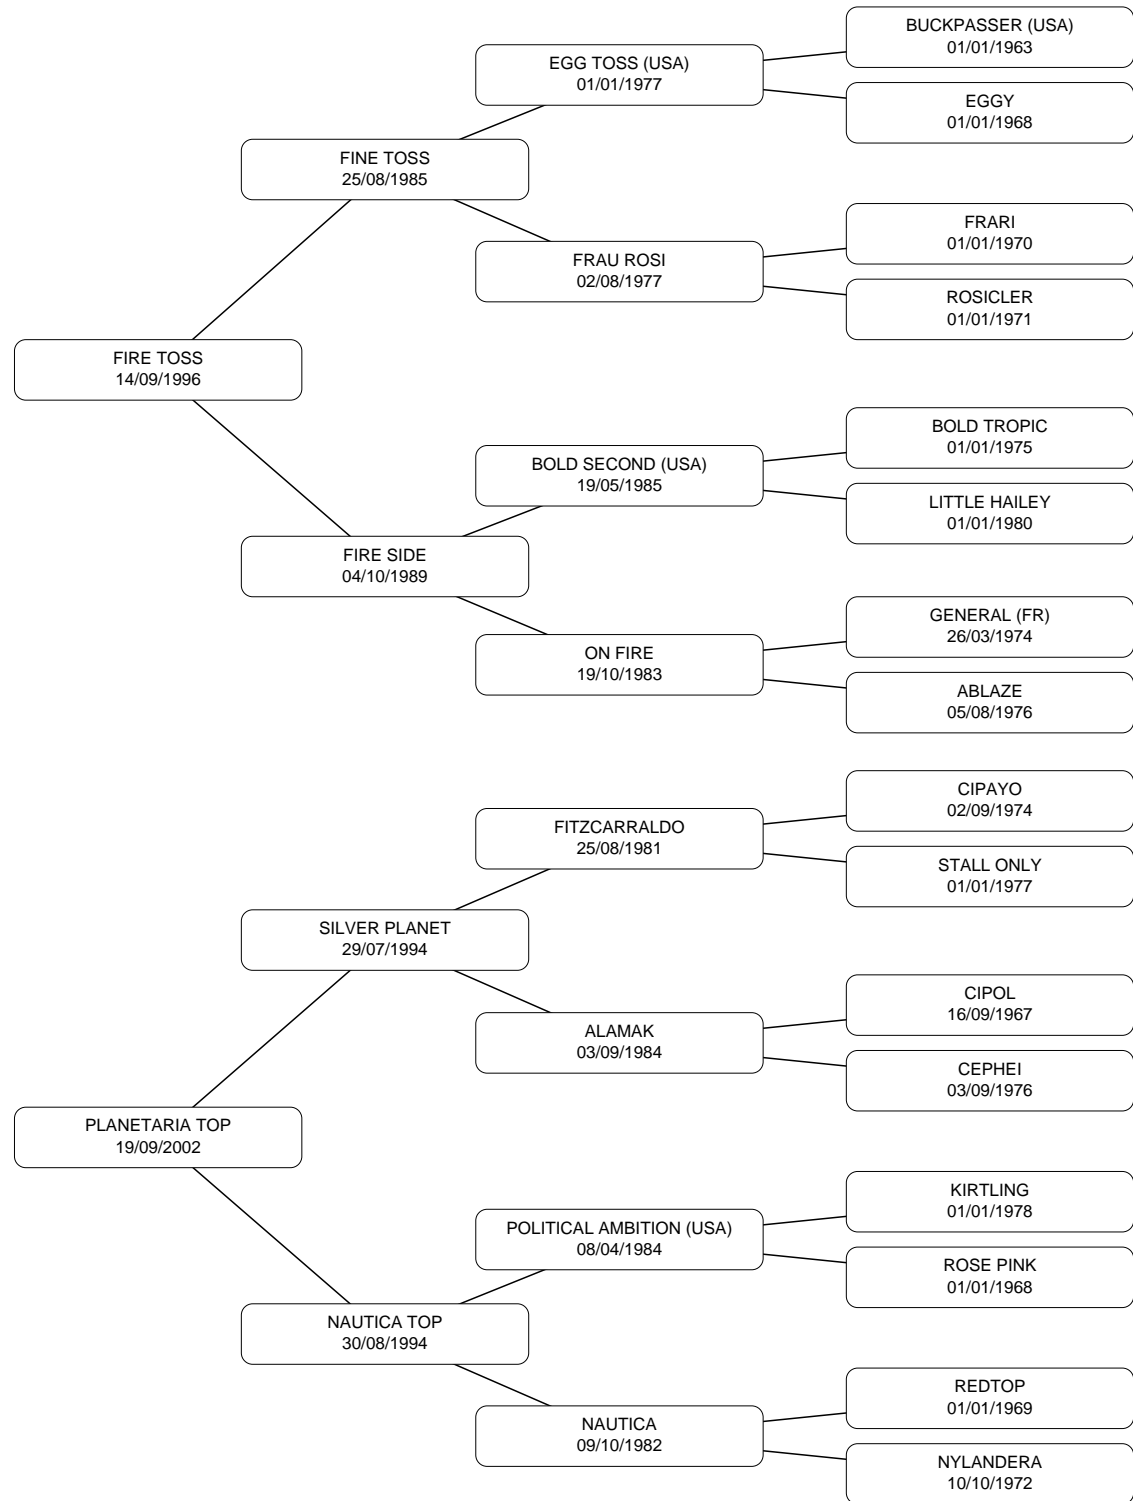 BUCKPASSER (USA)
01/01/1963
EGG TOSS (USA)
01/01/1977
EGGY
01/01/1968
FINE TOSS
25/08/1985
FRARI
01/01/1970
FRAU ROSI
02/08/1977
ROSICLER
01/01/1971
FIRE TOSS
14/09/1996
BOLD TROPIC
01/01/1975
BOLD SECOND (USA)
19/05/1985
LITTLE HAILEY
01/01/1980
FIRE SIDE
04/10/1989
GENERAL (FR)
26/03/1974
ON FIRE
19/10/1983
ABLAZE
05/08/1976
CIPAYO
02/09/1974
FITZCARRALDO
25/08/1981
STALL ONLY
01/01/1977
SILVER PLANET
29/07/1994
CIPOL
16/09/1967
ALAMAK
03/09/1984
CEPHEI
03/09/1976
PLANETARIA TOP
19/09/2002
KIRTLING
01/01/1978
POLITICAL AMBITION (USA)
08/04/1984
ROSE PINK
01/01/1968
NAUTICA TOP
30/08/1994
REDTOP
01/01/1969
NAUTICA
09/10/1982
NYLANDERA
10/10/1972